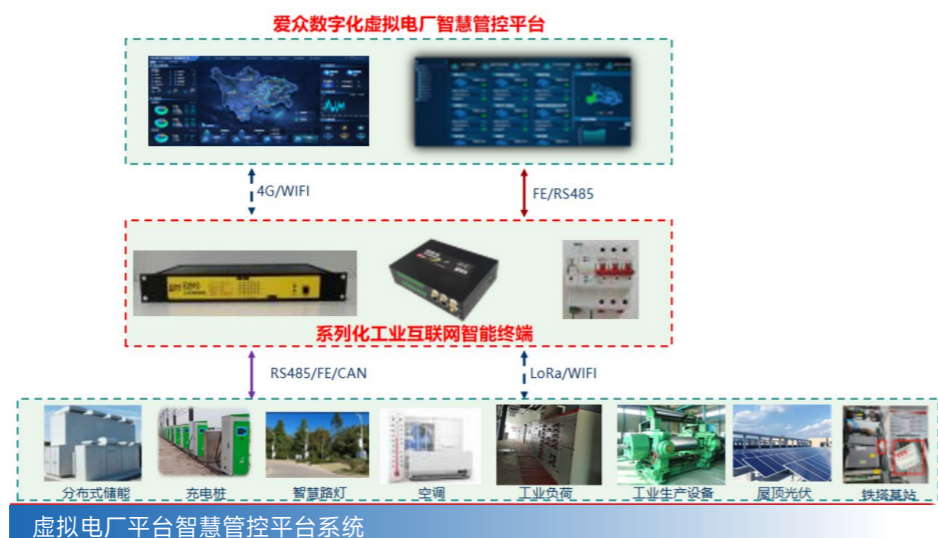 爱众数字化虚拟电厂智慧管控平台
4G/WIFI
FE/RS485
系列化工业互联网智能终端
RS485/FE/CAN
LoRa/WIFI
分布式储能
充电桩
智慧路灯
空调
工业负荷
工业生产设备
屋顶光伏
铁塔基站
虚拟电厂平台智慧管控平台系统